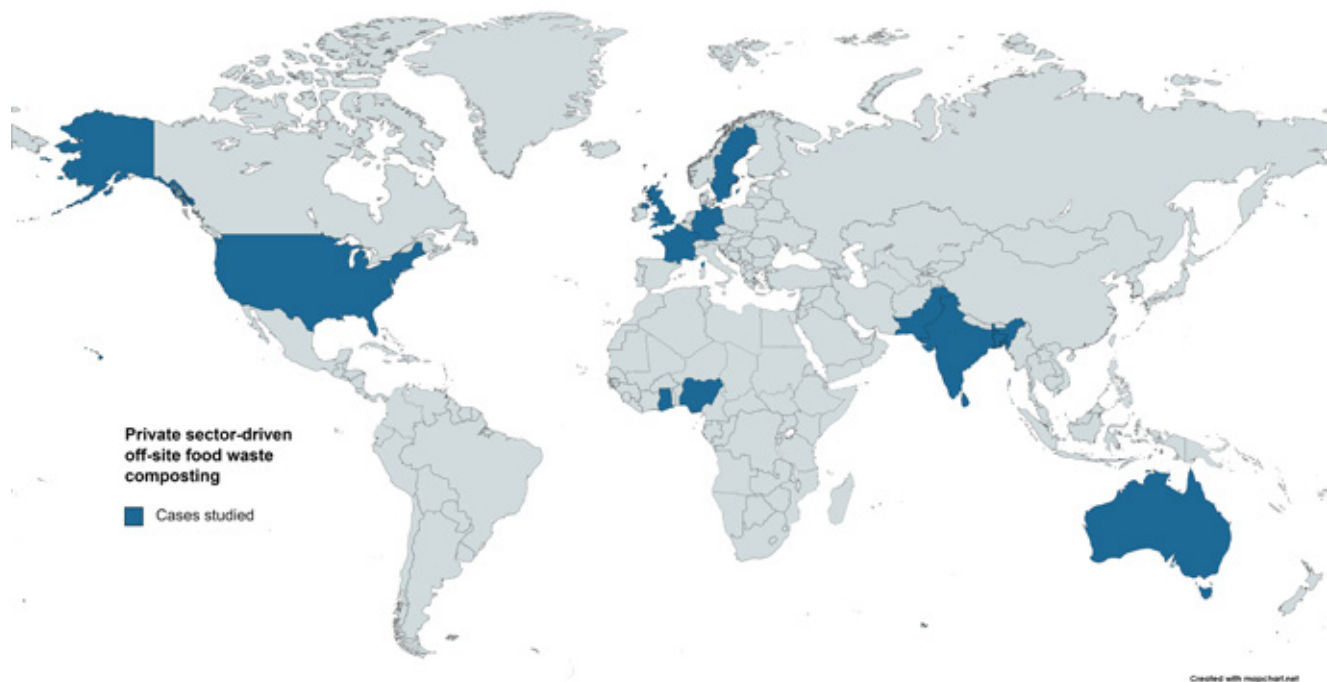 Private sector-driven
off-site food waste
composting
Cases studied
Created with mapchart.net